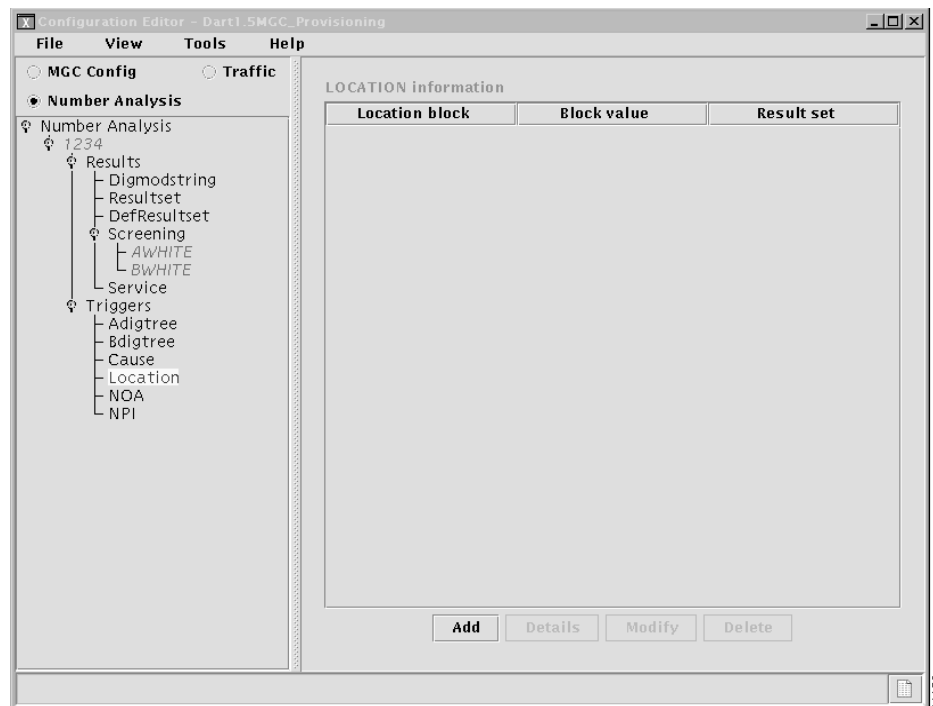 Configuration Editor – Dart1.5MGC_Provisioning
File View Tools Help
MGC Config Traffic
Number Analysis
Number Analysis
1234
Results
Digmodstring
Resultset
DefResultset
Screening
AWHITE
BWHITE
Service
Triggers
Adigtree
Bdigtree
Cause
Location
NOA
NPI
LOCATION information
Location block Block value Result set
Add Details Modify Delete